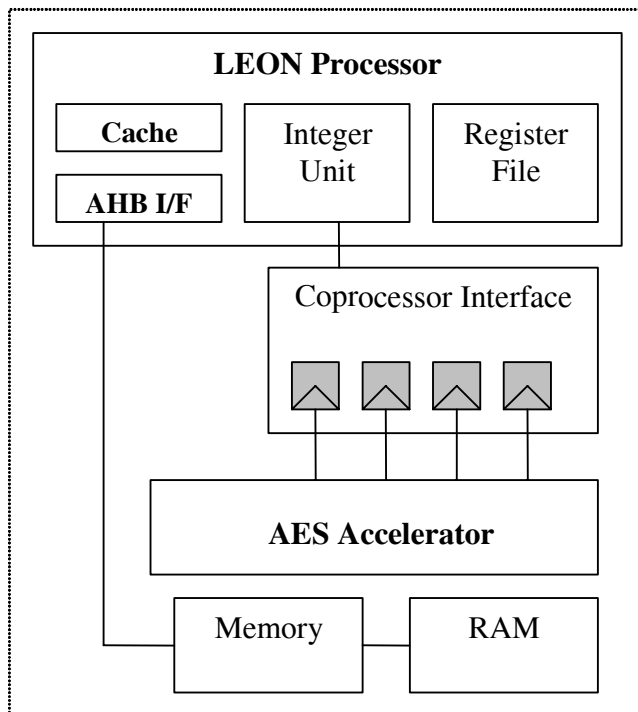 LEON Processor
Cache
Integer
Unit
Register
File
AHB I/F
Coprocessor Interface
AES Accelerator
Memory
RAM